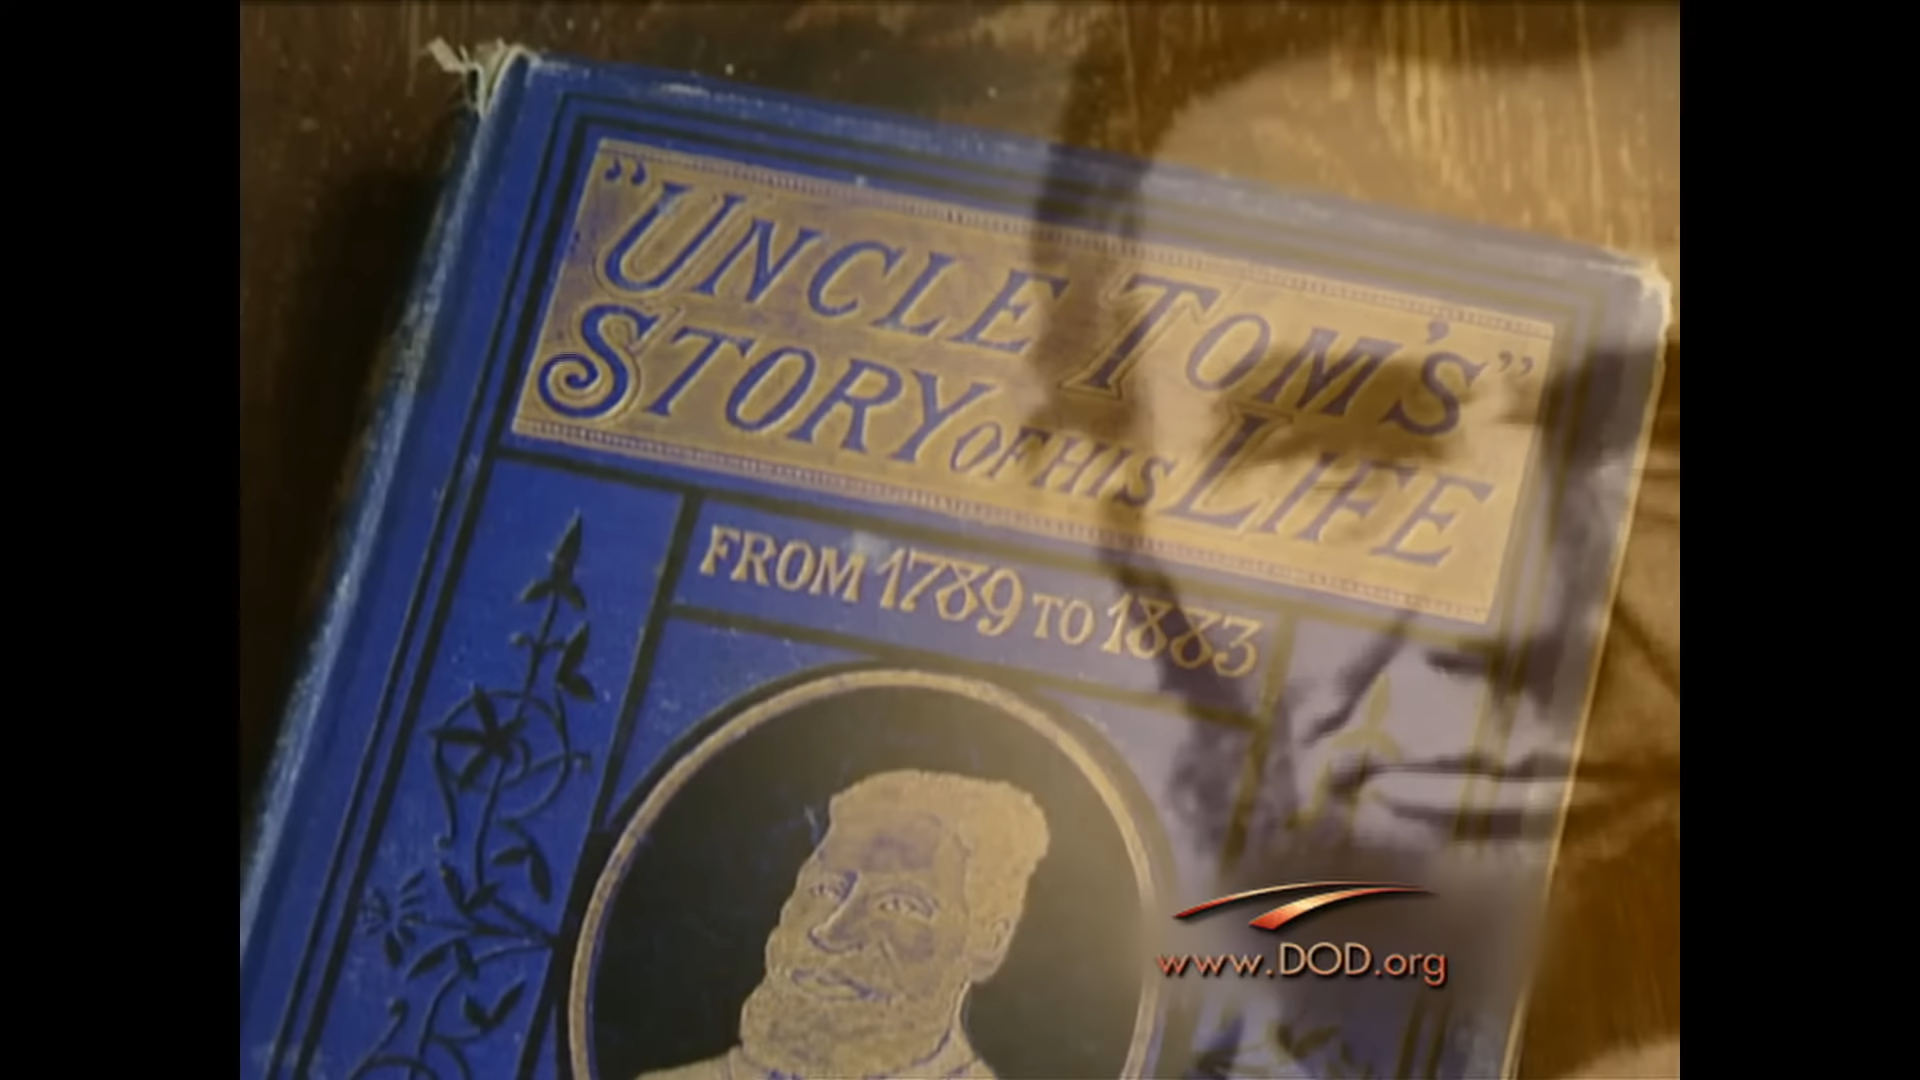 "UNCLE TOM'S"
STORY OF HIS LIFE
FROM 1789 TO 1883
www.DOD.org